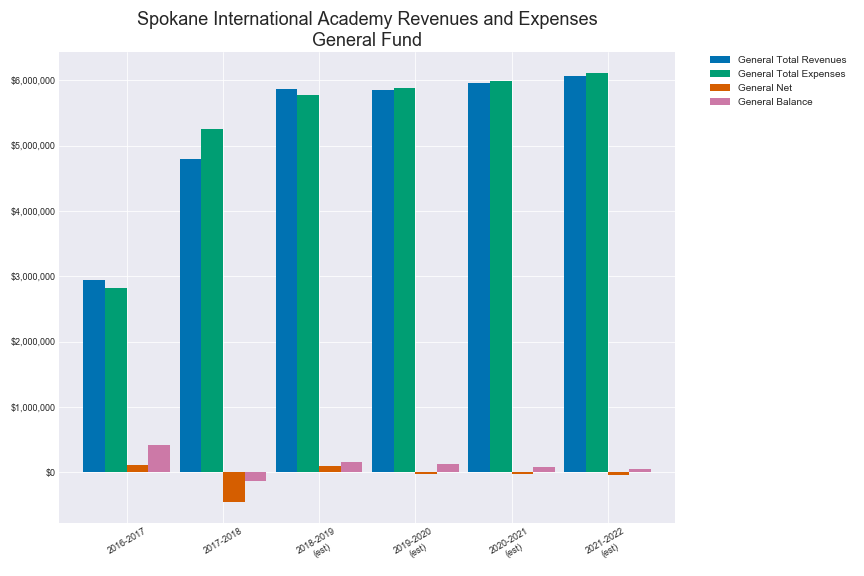 Spokane International Academy Revenues and Expenses
General Fund
General Total Revenues
General Total Expenses
General Net
General Balance
$6,000,000
$5,000,000
$4,000,000
$3,000,000
$2,000,000
$1,000,000
$0
2016-2017
2017-2018
2018-2019
(est)
2019-2020
(est)
2020-2021
(est)
2021-2022
(est)